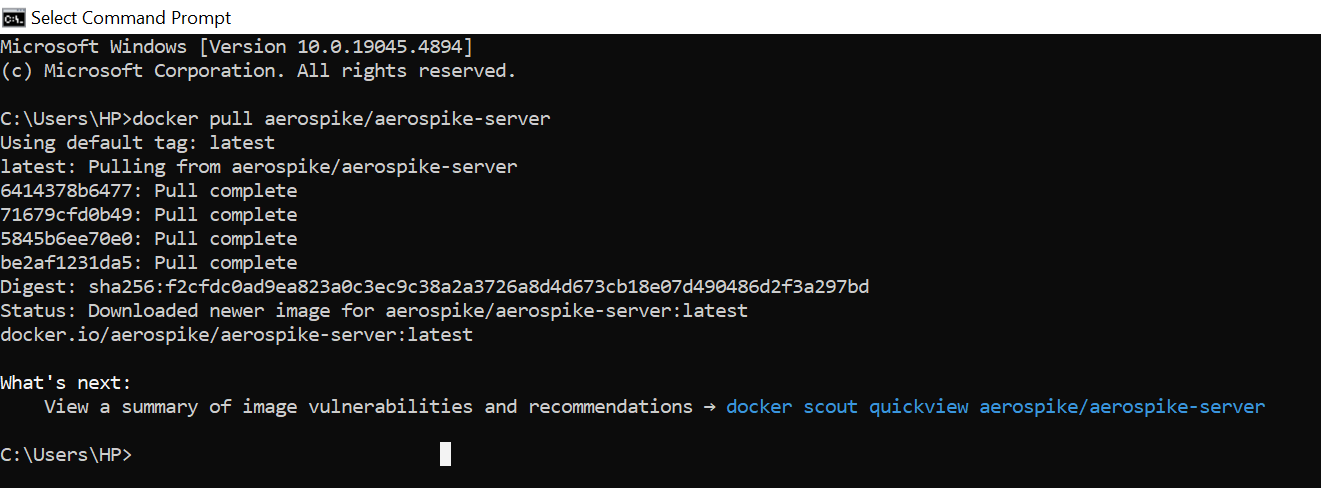 Select Command Prompt
Microsoft Windows [Version 10.0.19045.4894]
(c) Microsoft Corporation. All rights reserved.
C:\Users\HP>docker pull aerospike/aerospike-server
Using default tag: latest
latest: Pulling from aerospike/aerospike-server
6414378b6477: Pull complete
71679cfd0b49: Pull complete
5845b6ee70e0: Pull complete
be2af1231da5: Pull complete
Digest: sha256:f2cfdc0ad9ea823a0c3ec9c38a2a3726a8d4d673cb18e07d490486d2f3a297bd
Status: Downloaded newer image for aerospike/aerospike-server:latest
docker.io/aerospike/aerospike-server:latest
What's next:
    View a summary of image vulnerabilities and recommendations → docker scout quickview aerospike/aerospike-server
C:\Users\HP>